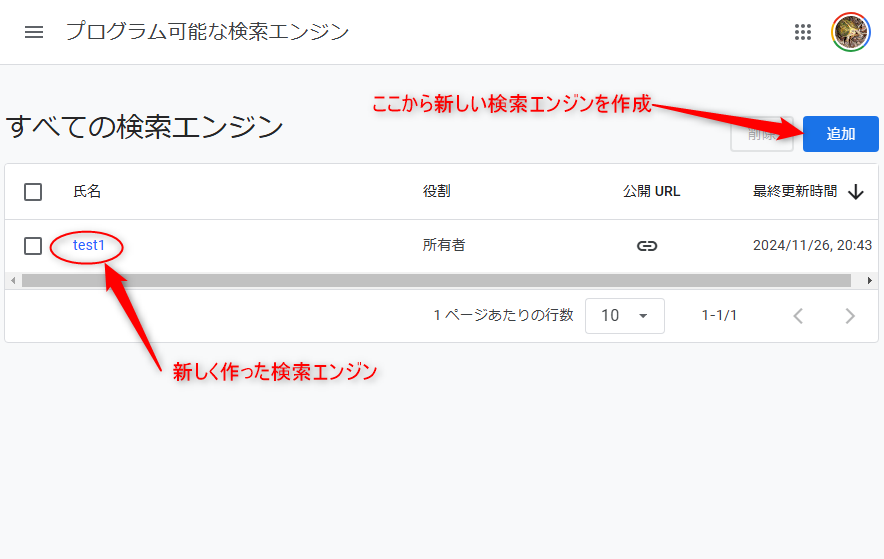 プログラム可能な検索エンジン
ここから新しい検索エンジンを作成
すべての検索エンジン
削除 追加
氏名 役割 公開 URL 最終更新時間
test1 所有者 2024/11/26, 20:43
1 ページあたりの行数 10 1-1/1
新しく作った検索エンジン